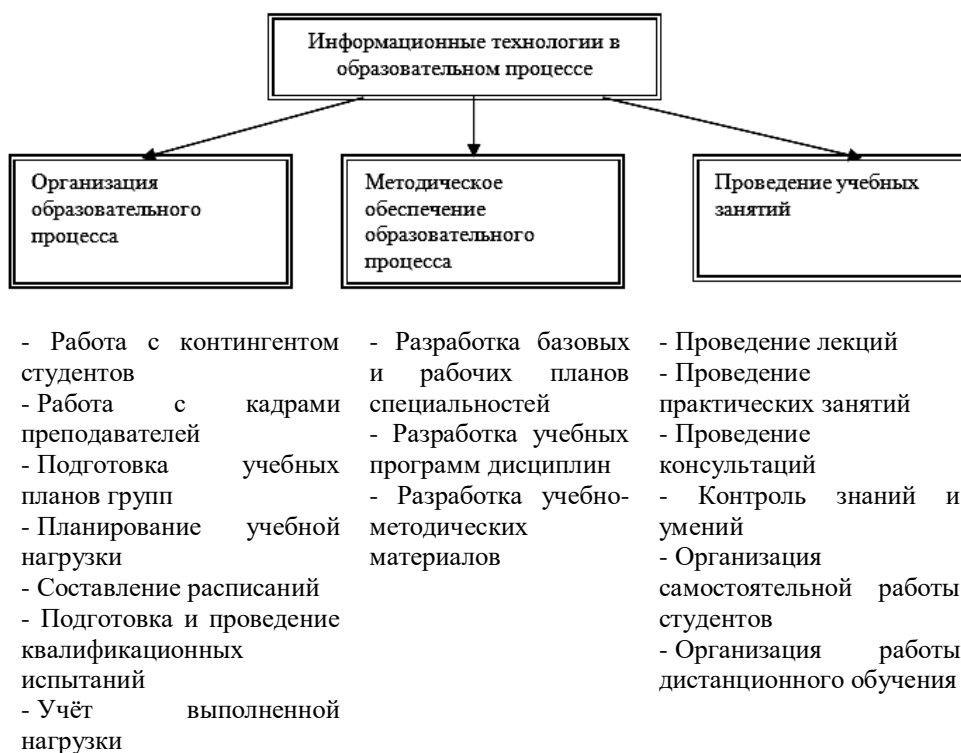 Информационные технологии в
образовательном процессе
Организация
образовательного
процесса
Методическое
обеспечение
образовательного
процесса
Проведение учебных
занятий
- Работа с контингентом
студентов
- Работа с кадрами
преподавателей
- Подготовка учебных
планов групп
- Планирование учебной
нагрузки
- Составление расписаний
- Подготовка и проведение
квалификационных
испытаний
- Учёт выполненной
нагрузки
- Разработка базовых
и рабочих планов
специальностей
- Разработка учебных
программ дисциплин
- Разработка учебно-
методических
материалов
- Проведение лекций
- Проведение
практических занятий
- Проведение
консультаций
- Контроль знаний и
умений
- Организация
самостоятельной работы
студентов
- Организация работы
дистанционного обучения